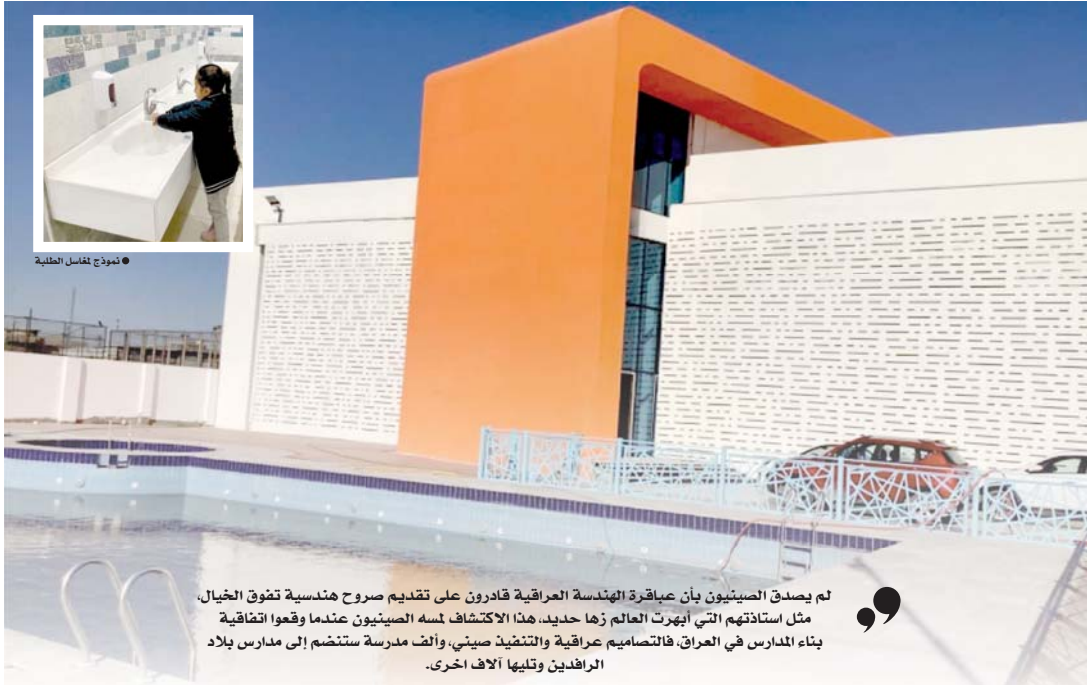 ● نموذج لمغاسل الطلبة
لم يصدق الصينيون بأن عباقرة الهندسة العراقية قادرون على تقديم صروح هندسية تفوق الخيال،
مثل استاذتهم التي أبهرت العالم زها حديد، هذا الاكتشاف لمسه الصينيون عندما وقعوا اتفاقية
بناء المدارس في العراق، فالتصاميم عراقية والتنفيذ صيني، وألف مدرسة ستنضم إلى مدارس بلاد
الرافدين وتليها آلاف اخرى.